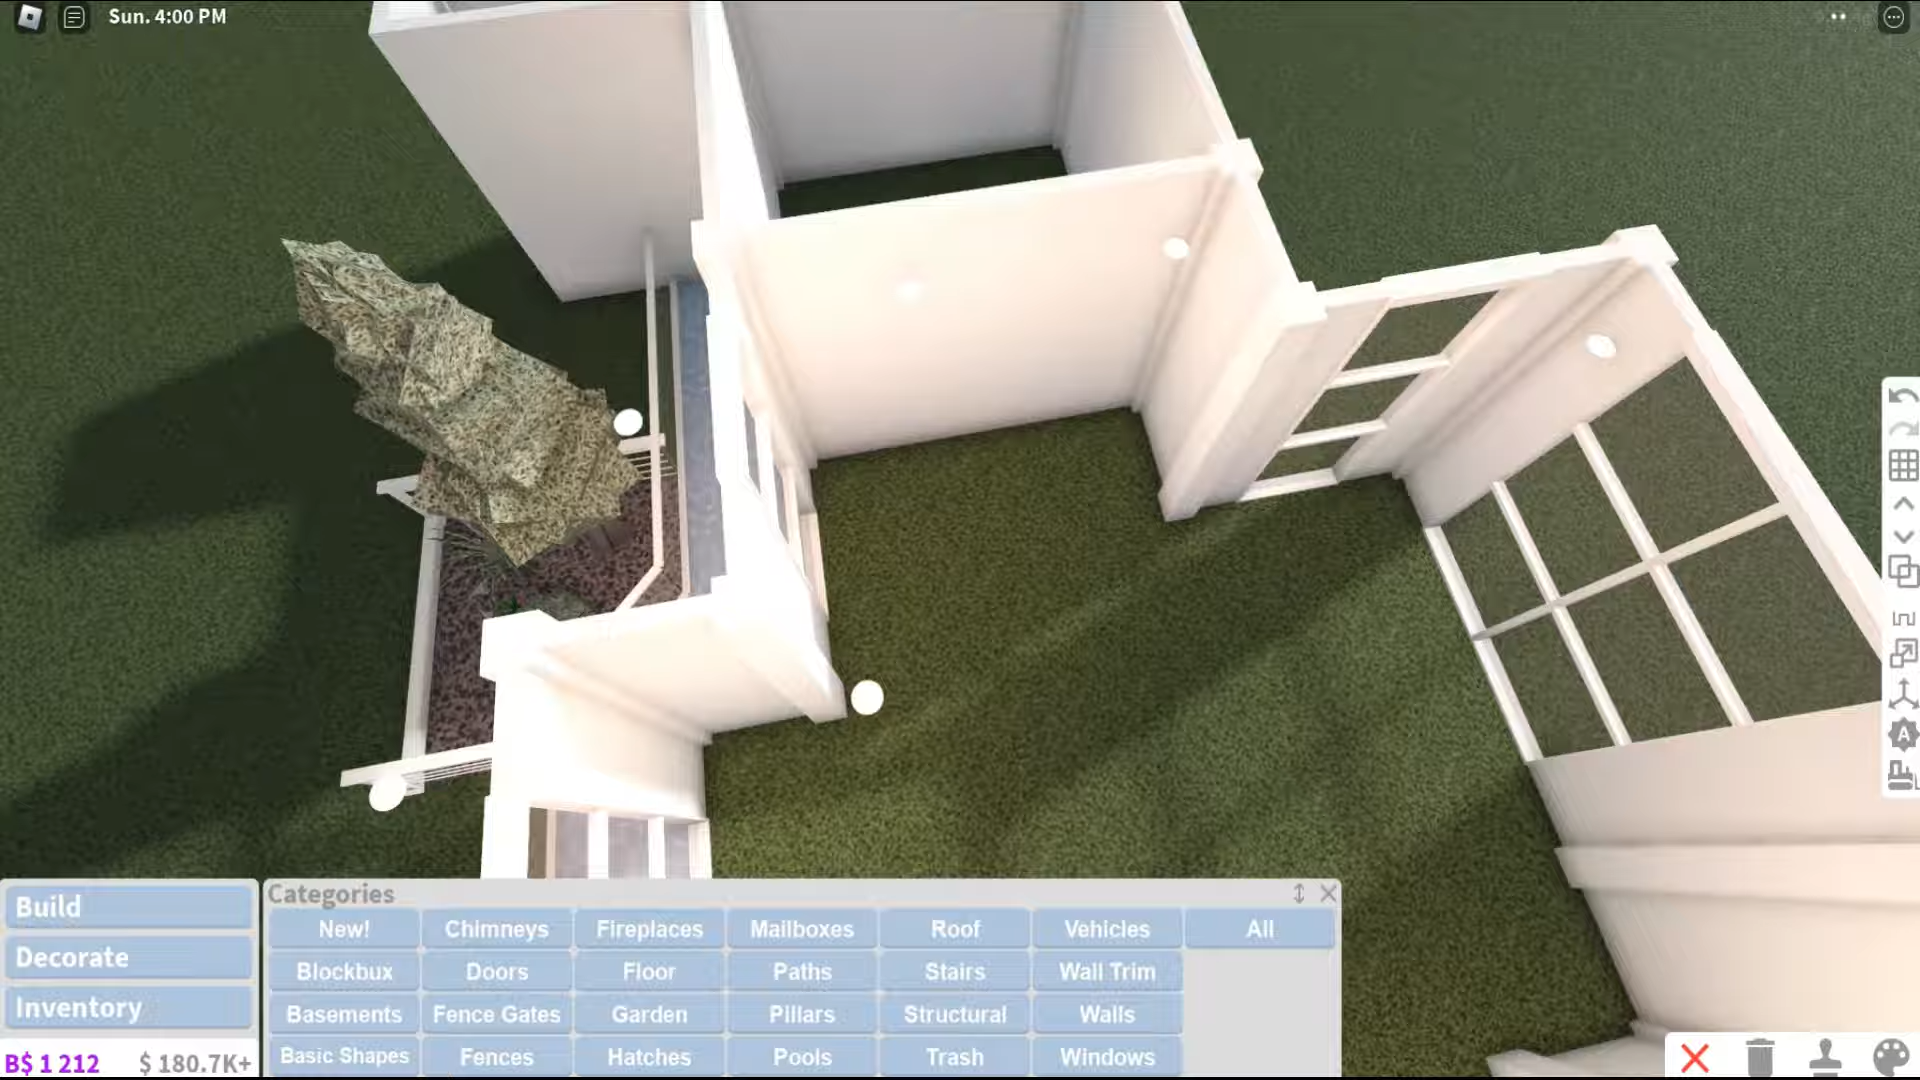 Sun. 4:00 PM
Build
Decorate
Inventory
B$ 1 212 $ 180.7K+
Categories
New! Chimneys Fireplaces Mailboxes Roof Vehicles All
Blockbux Doors Floor Paths Stairs Wall Trim
Basements Fence Gates Garden Pillars Structural Walls
Basic Shapes Fences Hatches Pools Trash Windows
A